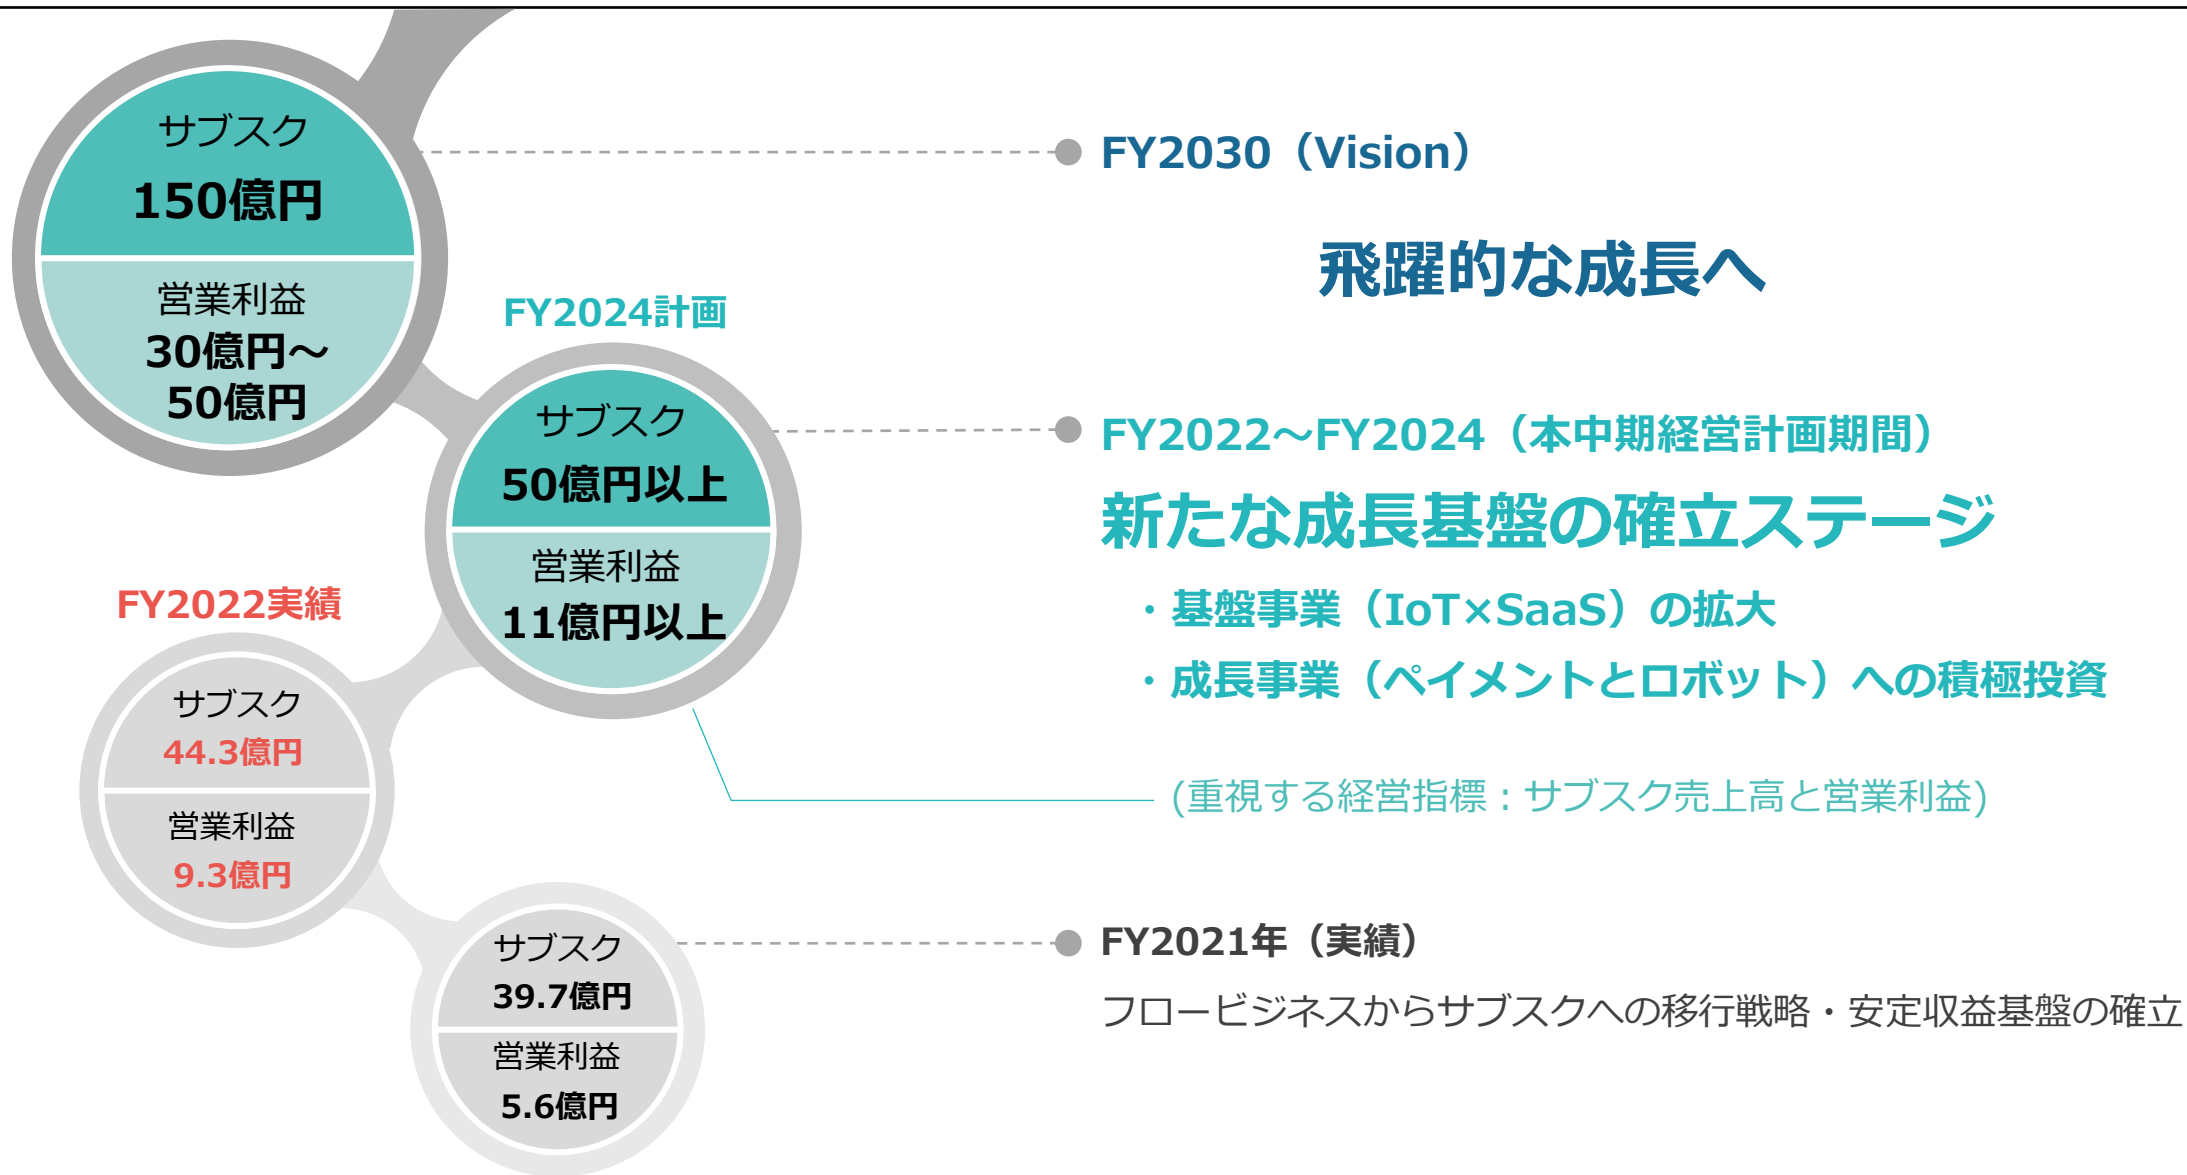 サブスク
150億円
営業利益
30億円～
50億円
FY2030（Vision）
飛躍的な成長へ
FY2024計画
サブスク
50億円以上
営業利益
11億円以上
FY2022～FY2024（本中期経営計画期間）
新たな成長基盤の確立ステージ
・基盤事業（IoT×SaaS）の拡大
・成長事業（ペイメントとロボット）への積極投資
(重視する経営指標：サブスク売上高と営業利益)
FY2022実績
サブスク
44.3億円
営業利益
9.3億円
サブスク
39.7億円
営業利益
5.6億円
FY2021年（実績）
フロービジネスからサブスクへの移行戦略・安定収益基盤の確立